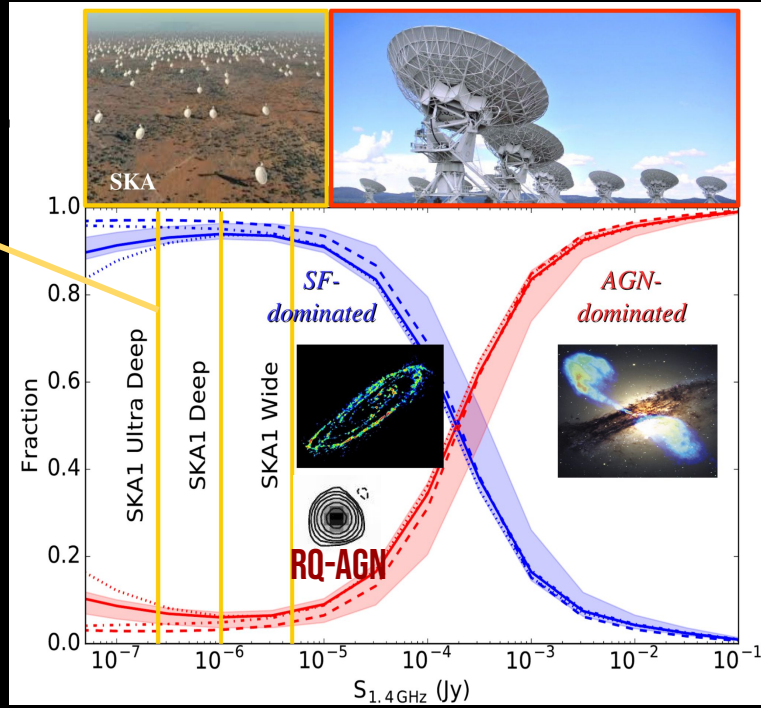 SKA
1.0
0.8
0.6
0.4
0.2
0.0
Fraction
SKA1 Ultra Deep
SKA1 Deep
SKA1 Wide
SF-
dominated
AGN-
dominated
RQ-AGN
10⁻⁷
10⁻⁶
10⁻⁵
10⁻⁴
10⁻³
10⁻²
10⁻¹
S₁.₄ GHz (Jy)